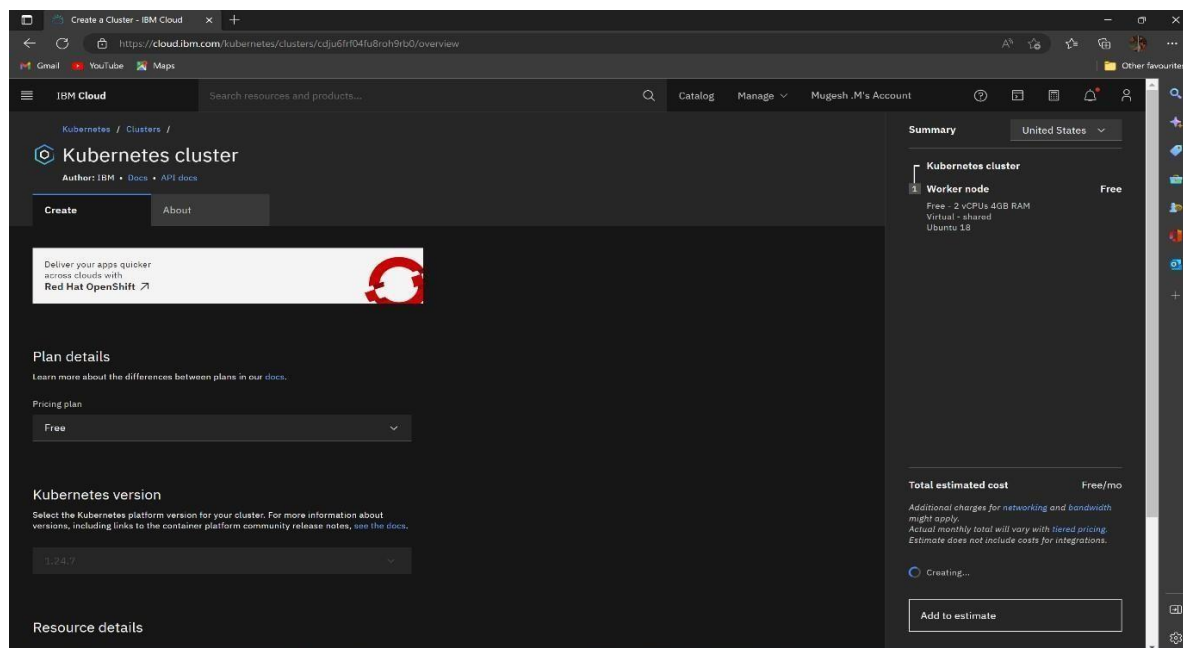 Create a Cluster - IBM Cloud
https://cloud.ibm.com/kubernetes/clusters/cdju6frf04fu8roh9rb0/overview
Gmail YouTube Maps
Other favourites
IBM Cloud
Search resources and products...
Catalog Manage Mugesh .M's Account
Kubernetes / Clusters /
Kubernetes cluster
Author: IBM • Docs • API docs
Create About
Deliver your apps quicker
across clouds with
Red Hat OpenShift
Plan details
Learn more about the differences between plans in our docs.
Pricing plan
Free
Kubernetes version
Select the Kubernetes platform version for your cluster. For more information about
versions, including links to the container platform community release notes, see the docs.
1.24.7
Resource details
Summary United States
Kubernetes cluster
1 Worker node Free
Free - 2 vCPUs 4GB RAM
Virtual - shared
Ubuntu 18
Total estimated cost Free/mo
Additional charges for networking and bandwidth
might apply.
Actual monthly total will vary with tiered pricing.
Estimate does not include costs for integrations.
Creating...
Add to estimate